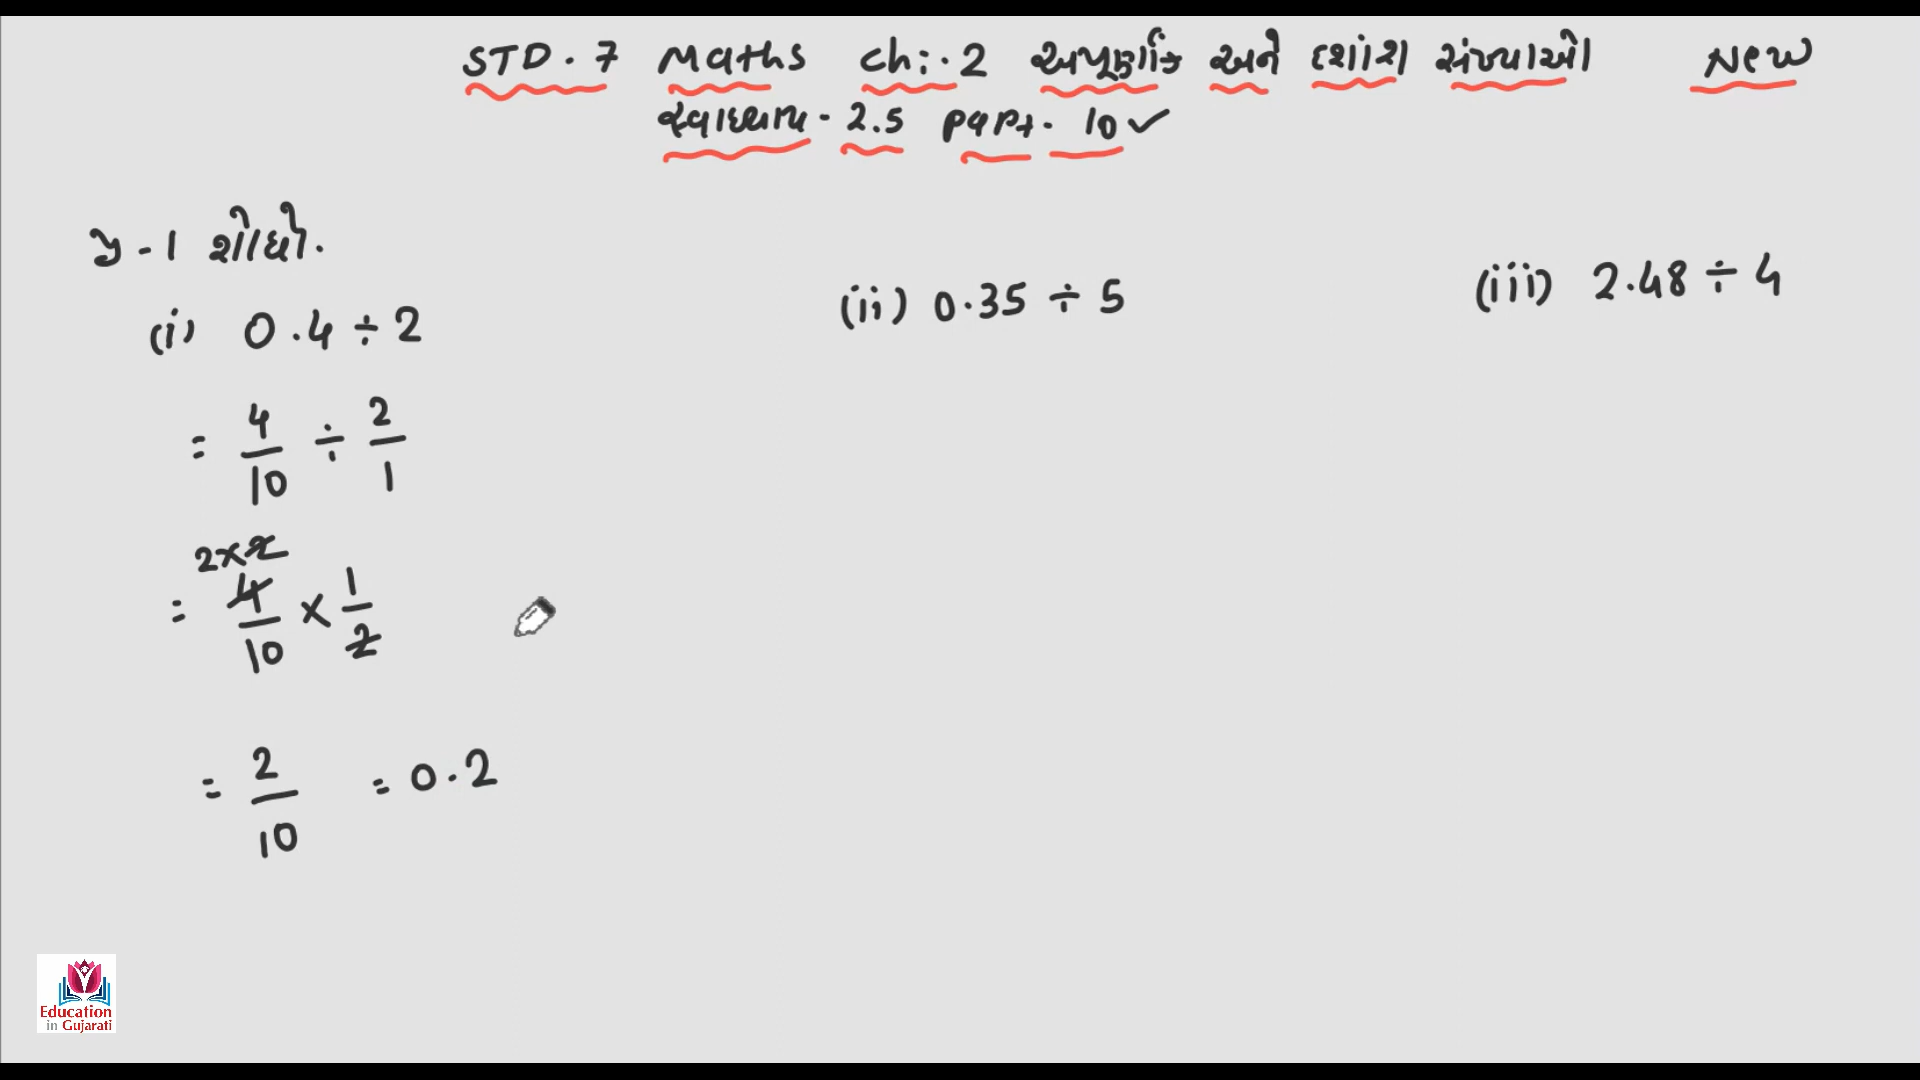 STD. 7 Maths Ch:. 2 અપૂર્ણાંક અને દશાંશ સંખ્યાઓ New
સ્વાધ્યાય - 2.5 Part - 10 ✓
પ્ર - 1 શોધો.
(i) 0.4 ÷ 2
(ii) 0.35 ÷ 5
(iii) 2.48 ÷ 4
= 4/10 ÷ 2/1
2×2
= 4/10 × 1/2
= 2/10 = 0.2
Education
in Gujarati